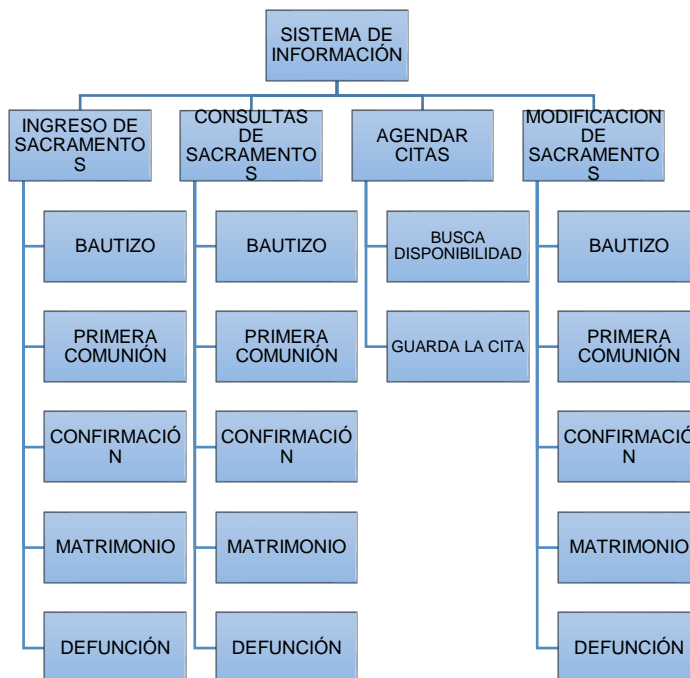 SISTEMA DE
INFORMACIÓN
INGRESO DE
SACRAMENTO
S
CONSULTAS
DE
SACRAMENTO
S
AGENDAR
CITAS
MODIFICACION
DE
SACRAMENTO
S
BAUTIZO
PRIMERA
COMUNIÓN
CONFIRMACIÓ
N
MATRIMONIO
DEFUNCIÓN
BAUTIZO
PRIMERA
COMUNIÓN
CONFIRMACIÓ
N
MATRIMONIO
DEFUNCIÓN
BUSCA
DISPONIBILIDAD
GUARDA LA CITA
BAUTIZO
PRIMERA
COMUNIÓN
CONFIRMACIÓ
N
MATRIMONIO
DEFUNCIÓN